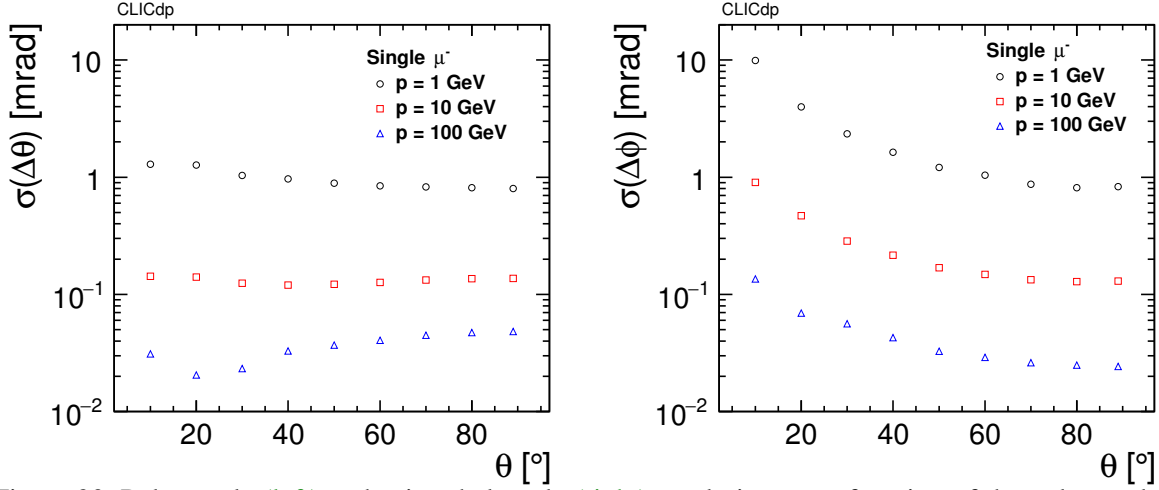 CLICdp
σ(Δθ) [mrad]
10
1
10⁻¹
10⁻²
Single μ⁻
p = 1 GeV
p = 10 GeV
p = 100 GeV
20 40 60 80
θ [°]
CLICdp
σ(Δϕ) [mrad]
10
1
10⁻¹
10⁻²
Single μ⁻
p = 1 GeV
p = 10 GeV
p = 100 GeV
20 40 60 80
θ [°]